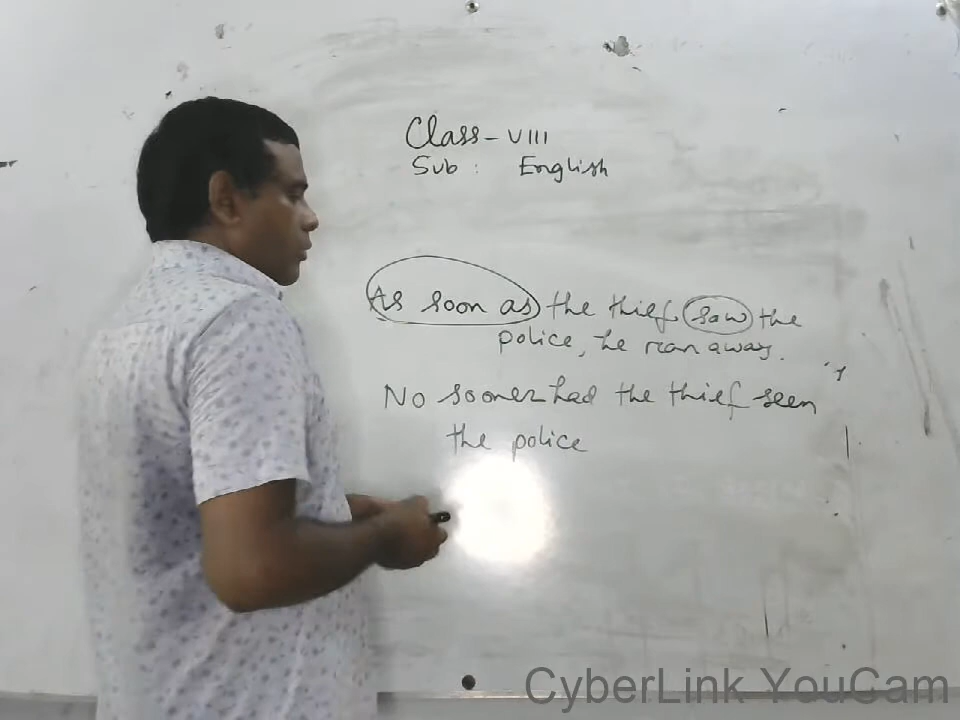 Class - VIII
Sub : English
As soon as the thief saw the
police, he ran away.
No sooner had the thief seen
the police
CyberLink YouCam